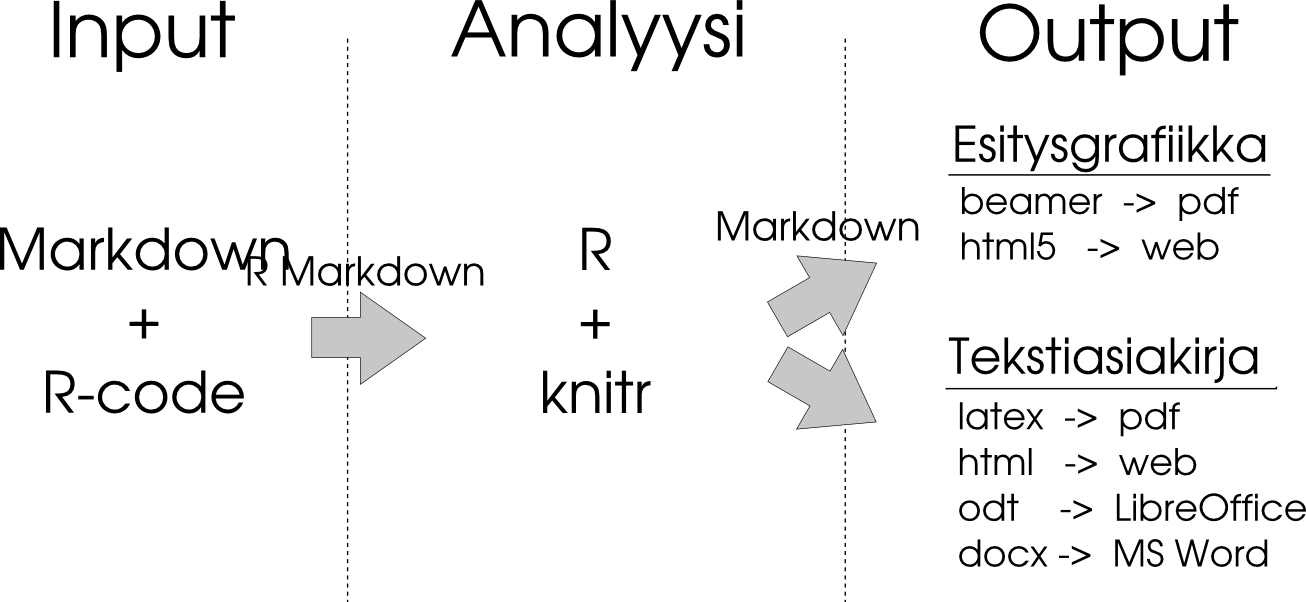 Input
Analyysi
Output
Markdown
+
R-code
R Markdown
R
+
knitr
Markdown
Esitysgrafiikka
beamer -> pdf
html5 -> web
Tekstiasiakirja
latex -> pdf
html -> web
odt -> LibreOffice
docx -> MS Word